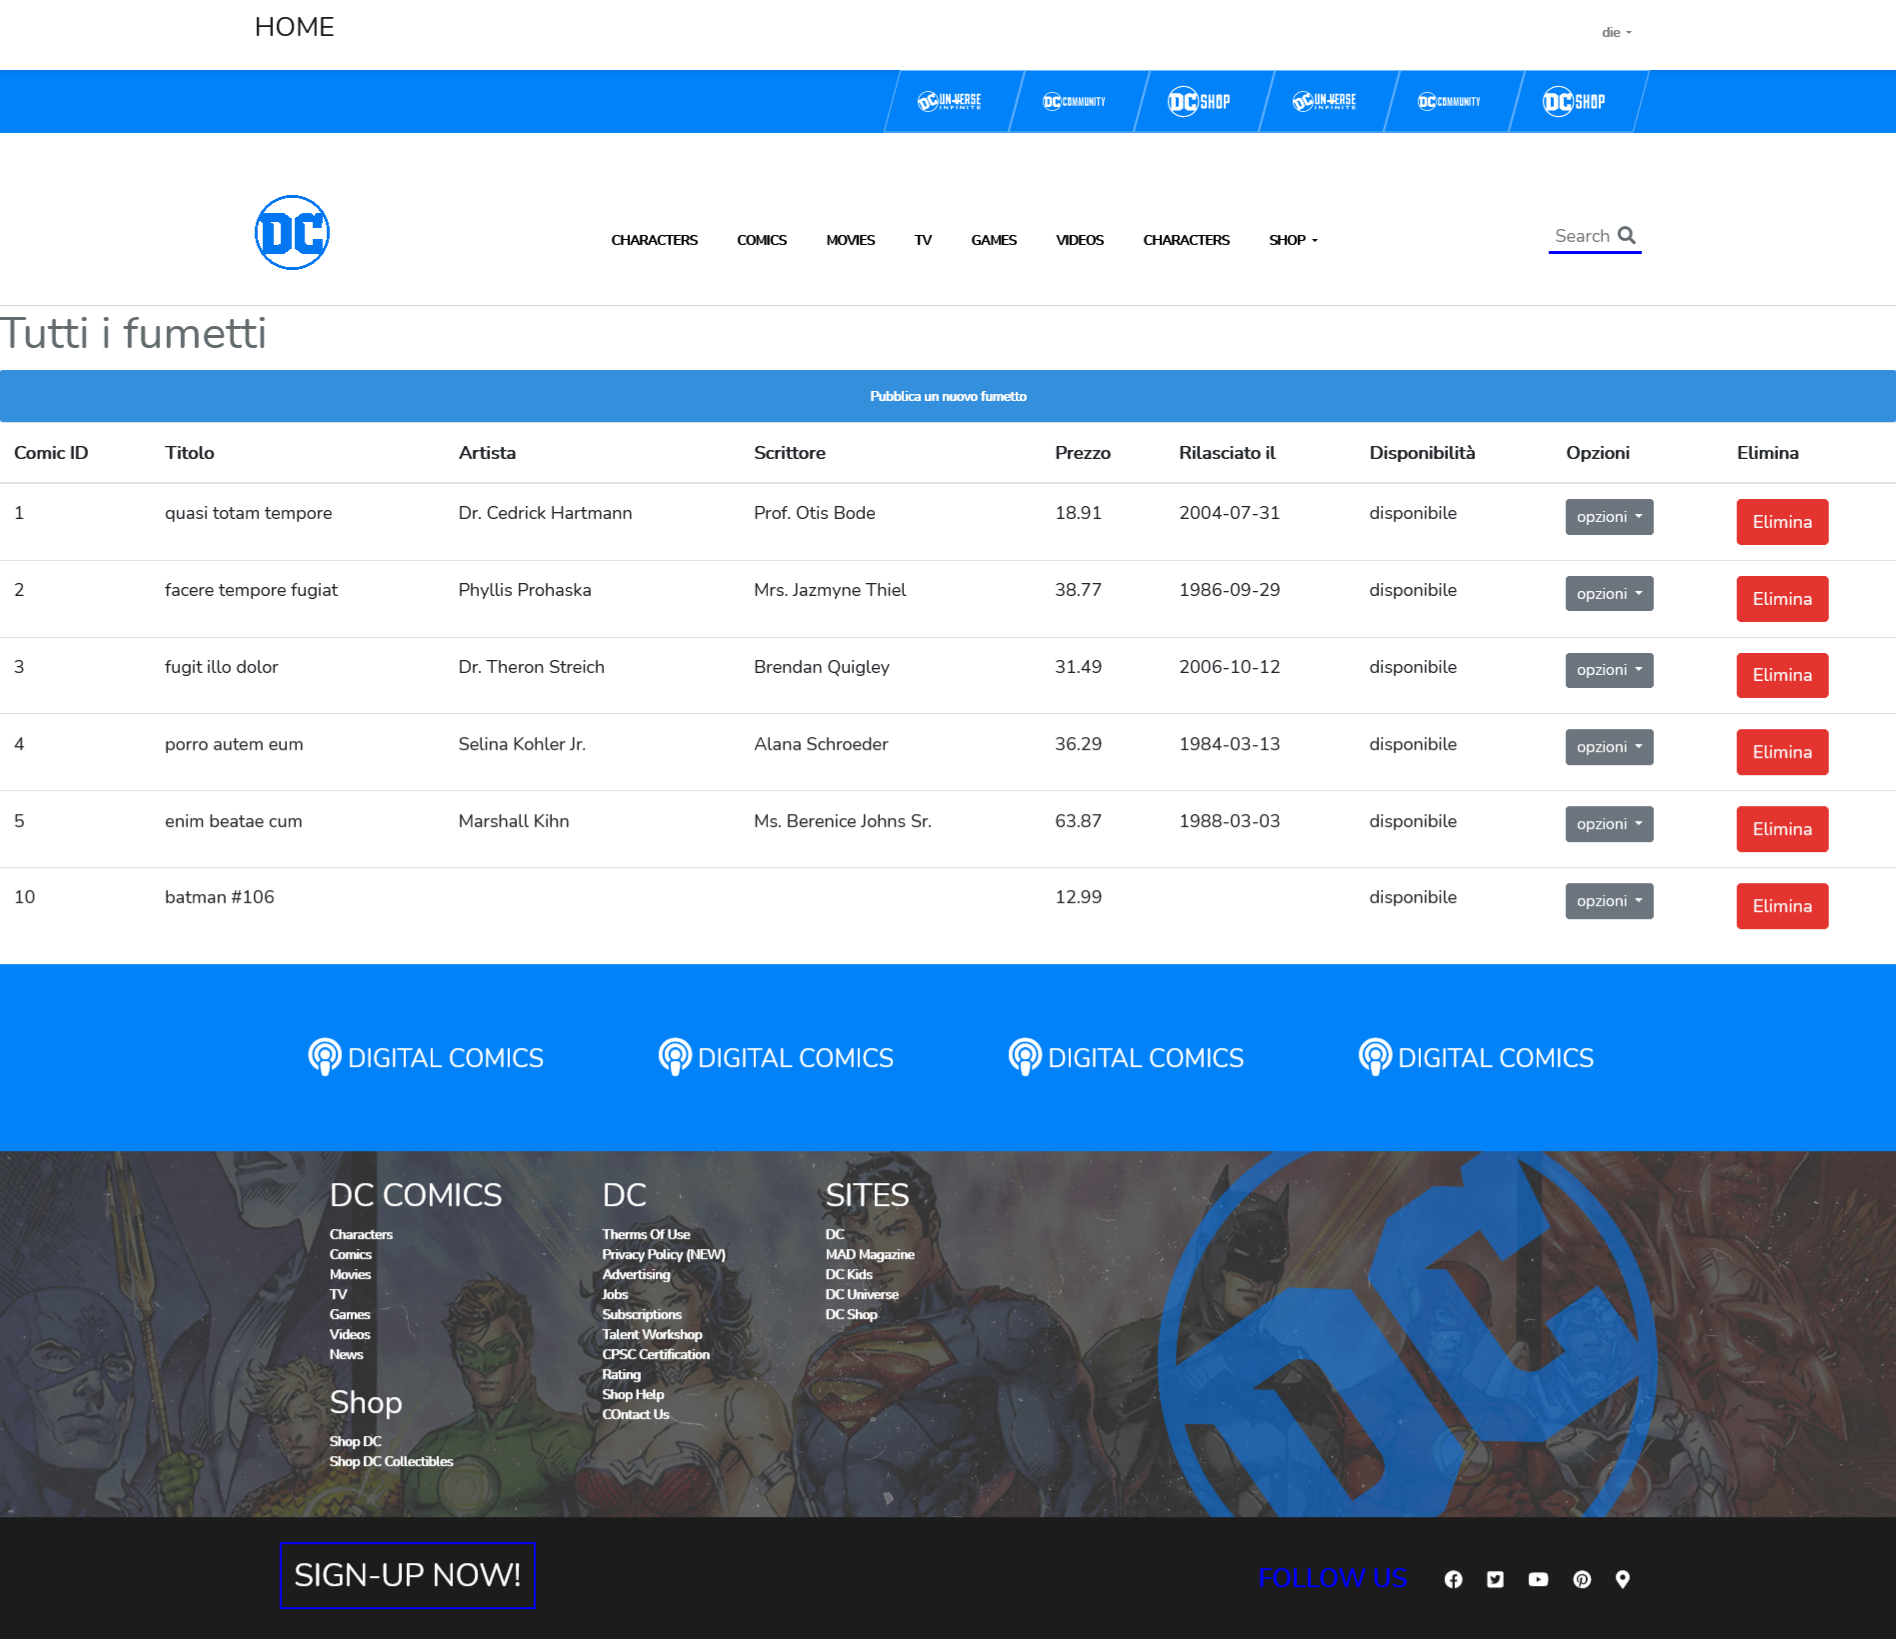 HOME
die
DC UNIVERSE INFINITE DC COMMUNITY DC SHOP DC UNIVERSE INFINITE DC COMMUNITY DC SHOP
DC
CHARACTERS COMICS MOVIES TV GAMES VIDEOS CHARACTERS SHOP
Search
Tutti i fumetti
Pubblica un nuovo fumetto
Comic ID Titolo Artista Scrittore Prezzo Rilasciato il Disponibilità Opzioni Elimina
1 quasi totam tempore Dr. Cedrick Hartmann Prof. Otis Bode 18.91 2004-07-31 disponibile opzioni Elimina
2 facere tempore fugiat Phyllis Prohaska Mrs. Jazmyne Thiel 38.77 1986-09-29 disponibile opzioni Elimina
3 fugit illo dolor Dr. Theron Streich Brendan Quigley 31.49 2006-10-12 disponibile opzioni Elimina
4 porro autem eum Selina Kohler Jr. Alana Schroeder 36.29 1984-03-13 disponibile opzioni Elimina
5 enim beatae cum Marshall Kihn Ms. Berenice Johns Sr. 63.87 1988-03-03 disponibile opzioni Elimina
10 batman #106 12.99 disponibile opzioni Elimina
DIGITAL COMICS DIGITAL COMICS DIGITAL COMICS DIGITAL COMICS
DC COMICS
Characters
Comics
Movies
TV
Games
Videos
News
Shop
Shop DC
Shop DC Collectibles
DC
Therms Of Use
Privacy Policy (NEW)
Advertising
Jobs
Subscriptions
Talent Workshop
CPSC Certification
Rating
Shop Help
COntact Us
SITES
DC
MAD Magazine
DC Kids
DC Universe
DC Shop
DC
SIGN-UP NOW!
FOLLOW US